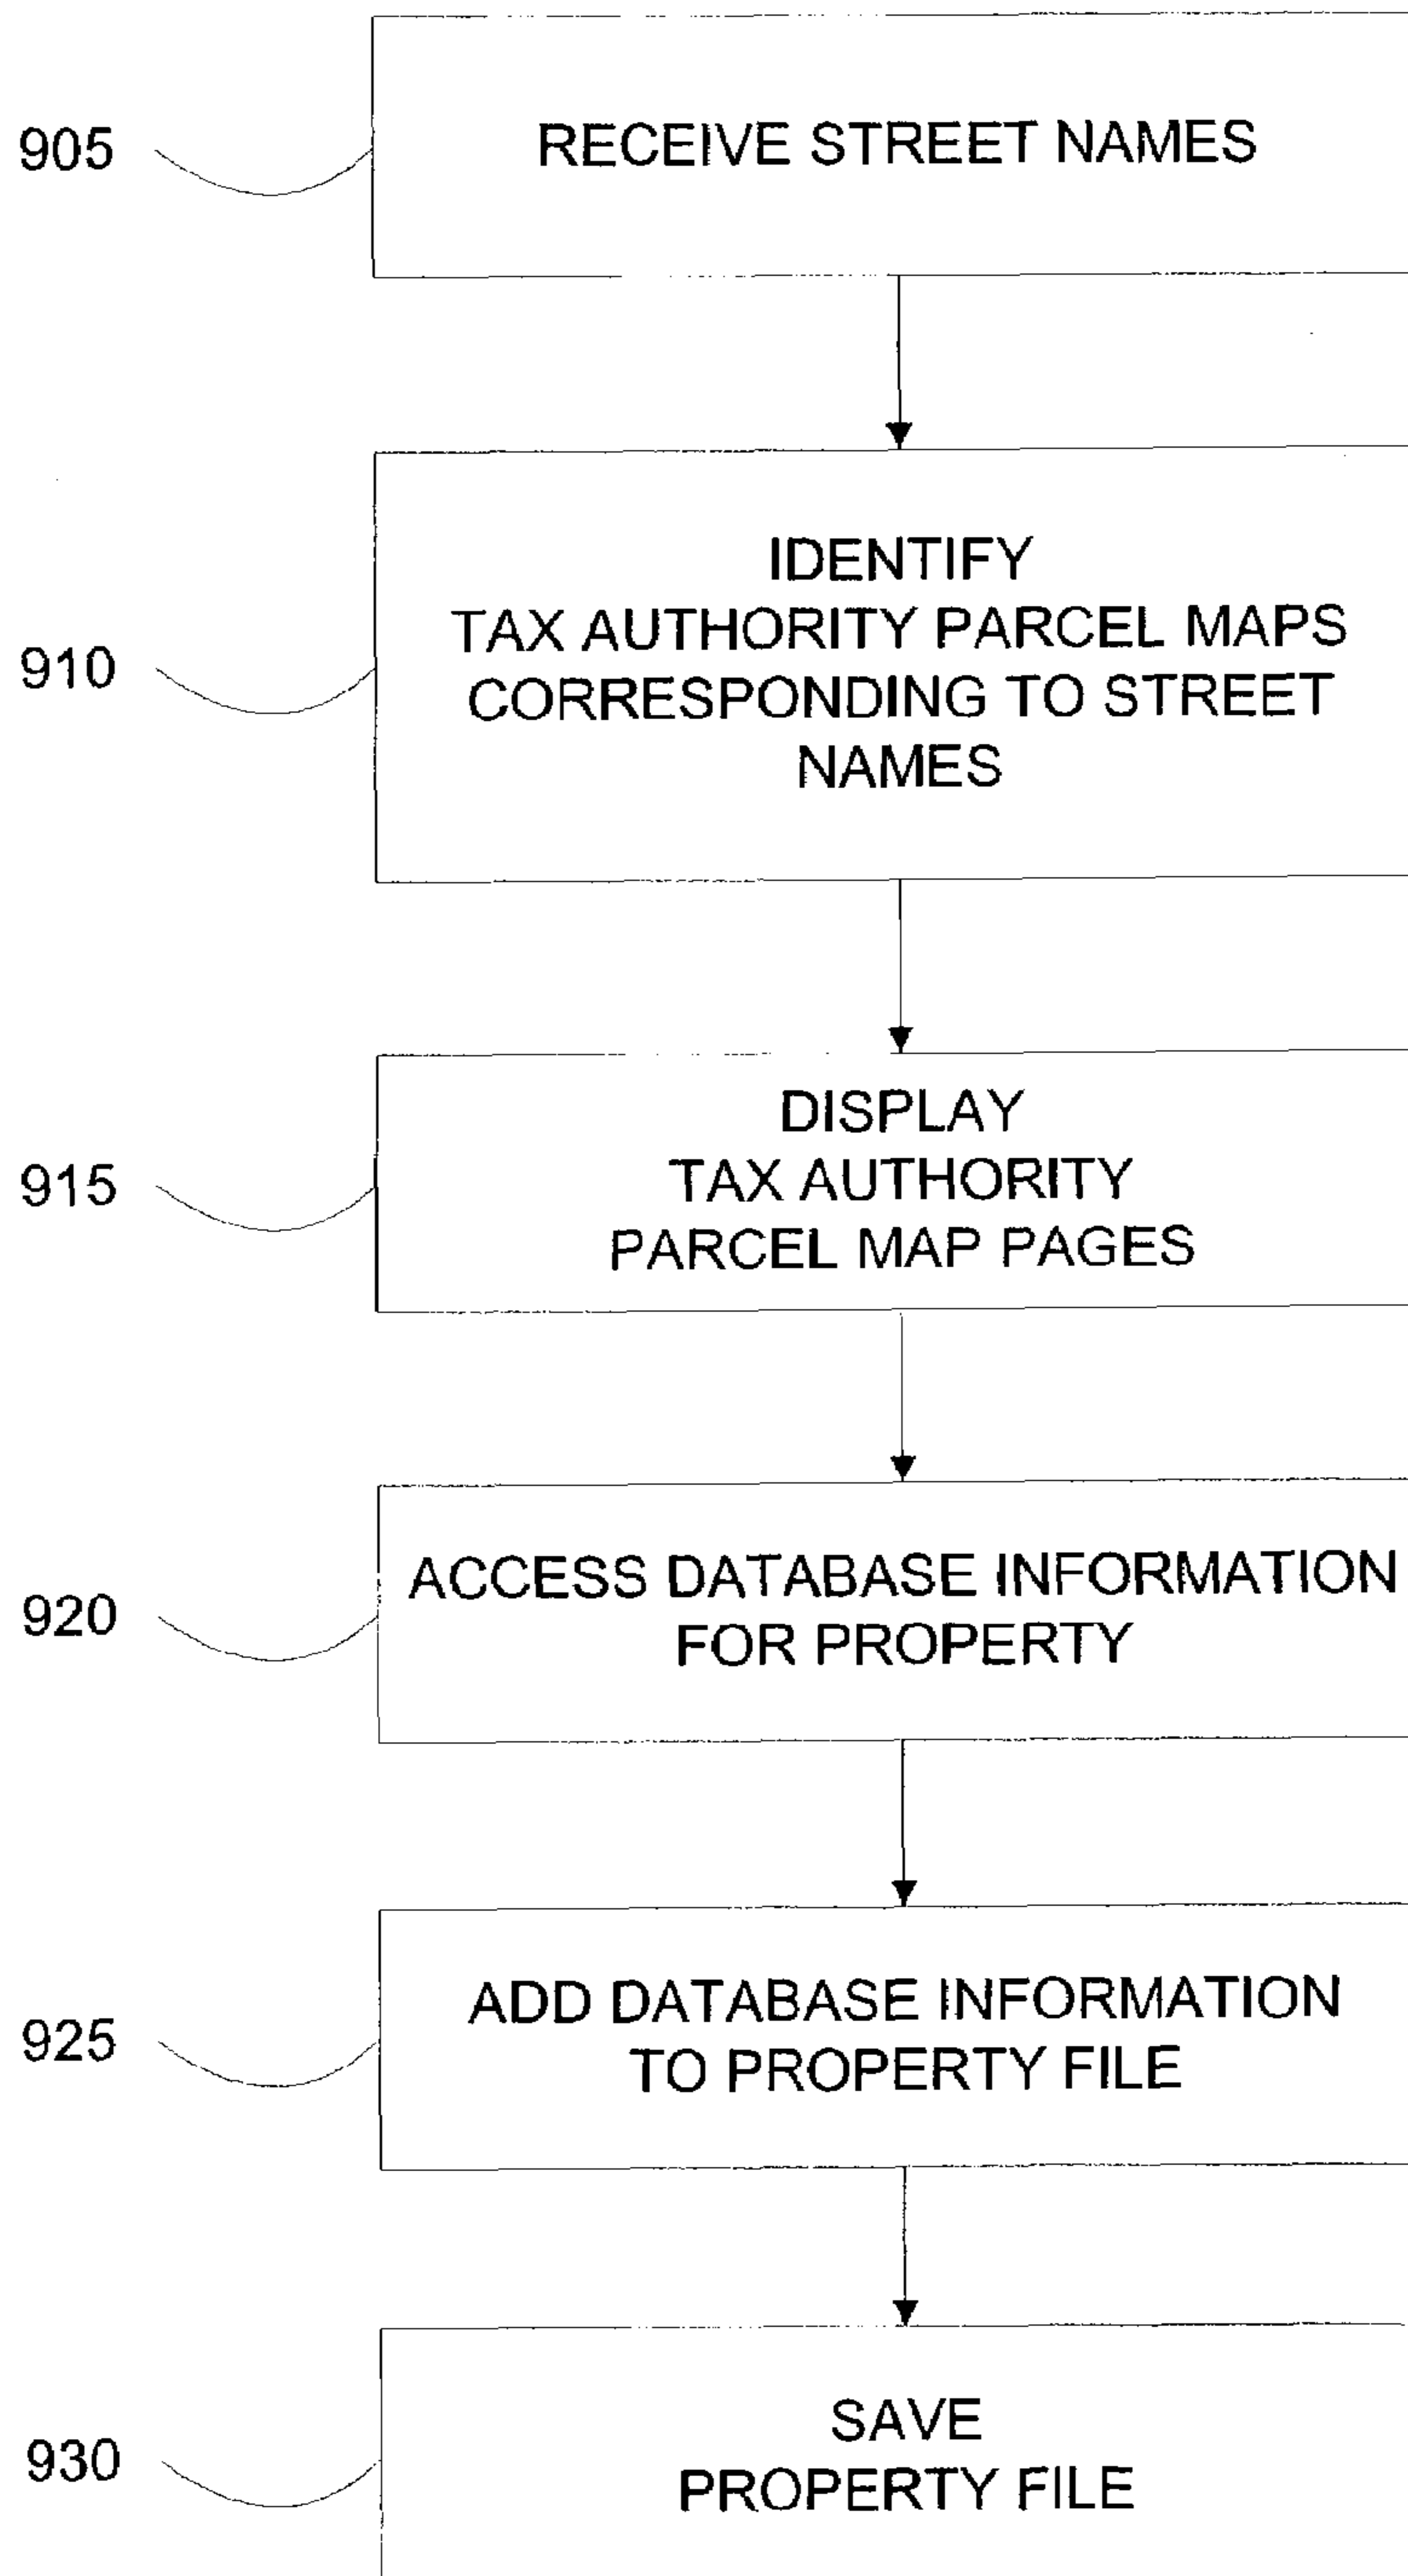 905
RECEIVE STREET NAMES
910
IDENTIFY
TAX AUTHORITY PARCEL MAPS
CORRESPONDING TO STREET
NAMES
915
DISPLAY
TAX AUTHORITY
PARCEL MAP PAGES
920
ACCESS DATABASE INFORMATION
FOR PROPERTY
925
ADD DATABASE INFORMATION
TO PROPERTY FILE
930
SAVE
PROPERTY FILE